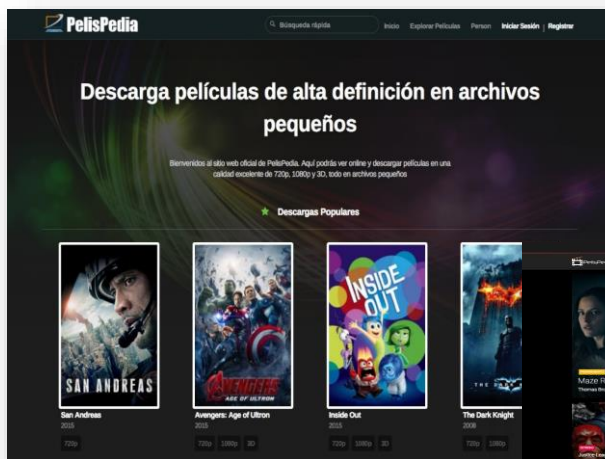 PelisPedia
Búsqueda rápida
Inicio Explorar Películas Person Iniciar Sesión | Registrar
Descarga películas de alta definición en archivos
pequeños
Bienvenidos al sitio web oficial de PelisPedia. Aquí podrás ver online y descargar películas en una
calidad excelente de 720p, 1080p y 3D, todo en archivos pequeños
Descargas Populares
SAN ANDREAS
AVENGERS
AGE OF ULTRON
INSIDE
OUT
THE
San Andreas
2015
720p
Avengers: Age of Ultron
2015
720p 1080p 3D
Inside Out
2015
720p 1080p 3D
The Dark Knight
2008
720p 1080p
Maze R